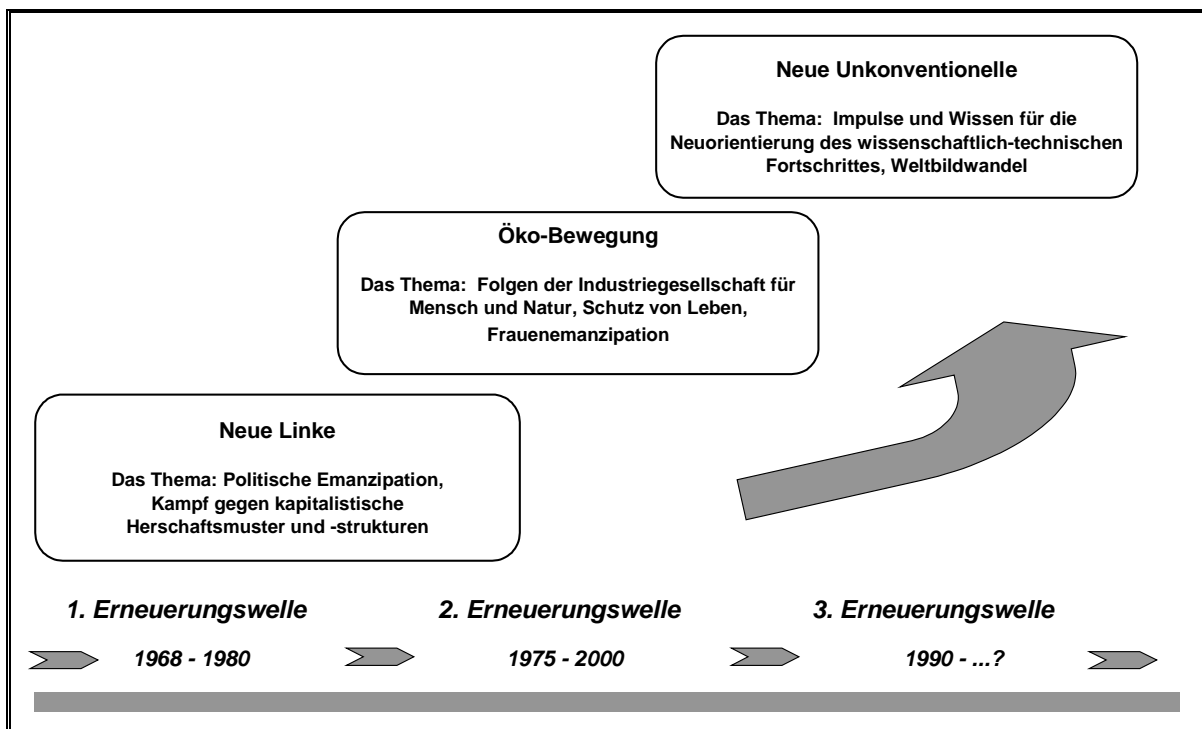 Neue Unkonventionelle
Das Thema: Impulse und Wissen für die
Neuorientierung des wissenschaftlich-technischen
Fortschrittes, Weltbildwandel
Öko-Bewegung
Das Thema: Folgen der Industriegesellschaft für
Mensch und Natur, Schutz von Leben,
Frauenemanzipation
Neue Linke
Das Thema: Politische Emanzipation,
Kampf gegen kapitalistische
Herschaftsmuster und -strukturen
1. Erneuerungswelle
2. Erneuerungswelle
3. Erneuerungswelle
1968 - 1980
1975 - 2000
1990 - ...?